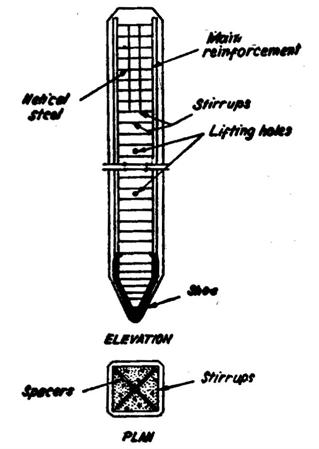 Main
reinforcement
Helical
steel
Stirrups
Lifting holes
Shoe
ELEVATION
Spacers
Stirrups
PLAN